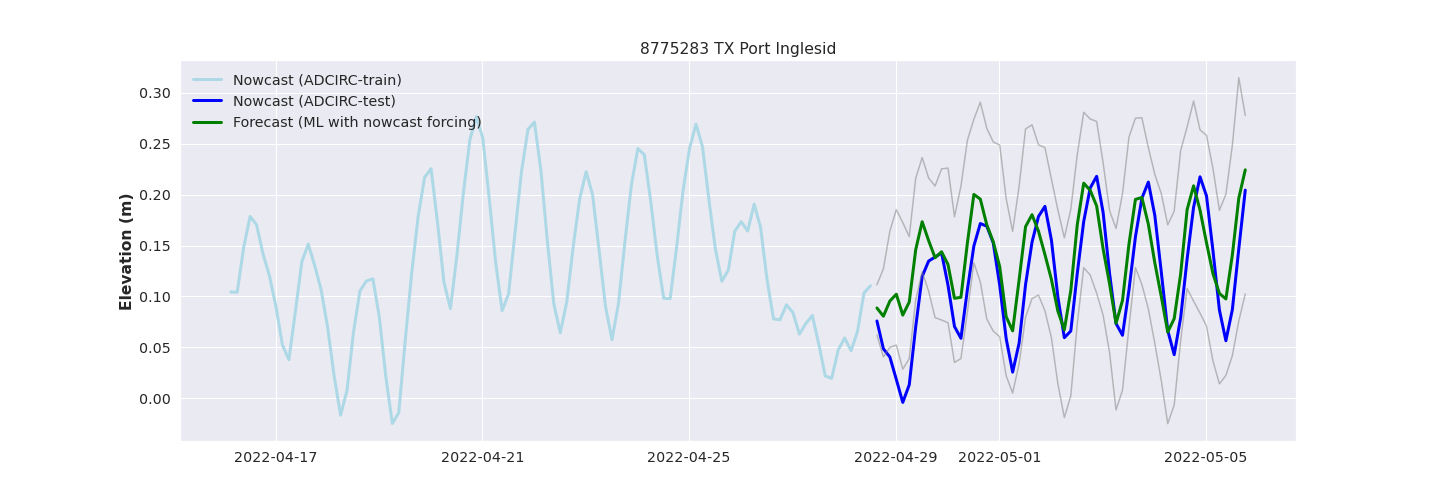 8775283 TX Port Inglesid
Nowcast (ADCIRC-train)
Nowcast (ADCIRC-test)
Forecast (ML with nowcast forcing)
Elevation (m)
0.30
0.25
0.20
0.15
0.10
0.05
0.00
2022-04-17 2022-04-21 2022-04-25 2022-04-29 2022-05-01 2022-05-05